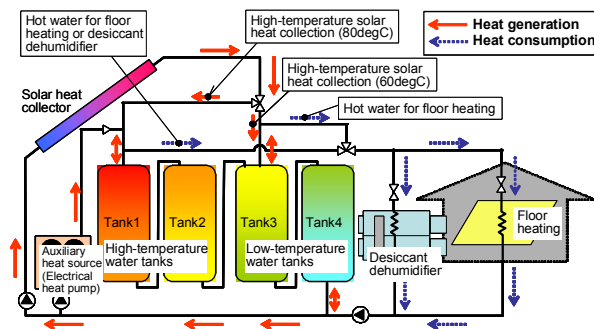 Hot water for floor
heating or desiccant
dehumidifier
High-temperature solar
heat collection (80degC)
Heat generation
Heat consumption
High-temperature solar
heat collection (60degC)
Solar heat
collector
Hot water for floor heating
Tank1
Tank2
Tank3
Tank4
Auxiliary
heat source
(Electrical
heat pump)
High-temperature
water tanks
Low-temperature
water tanks
Desiccant
dehumidifier
Floor
heating